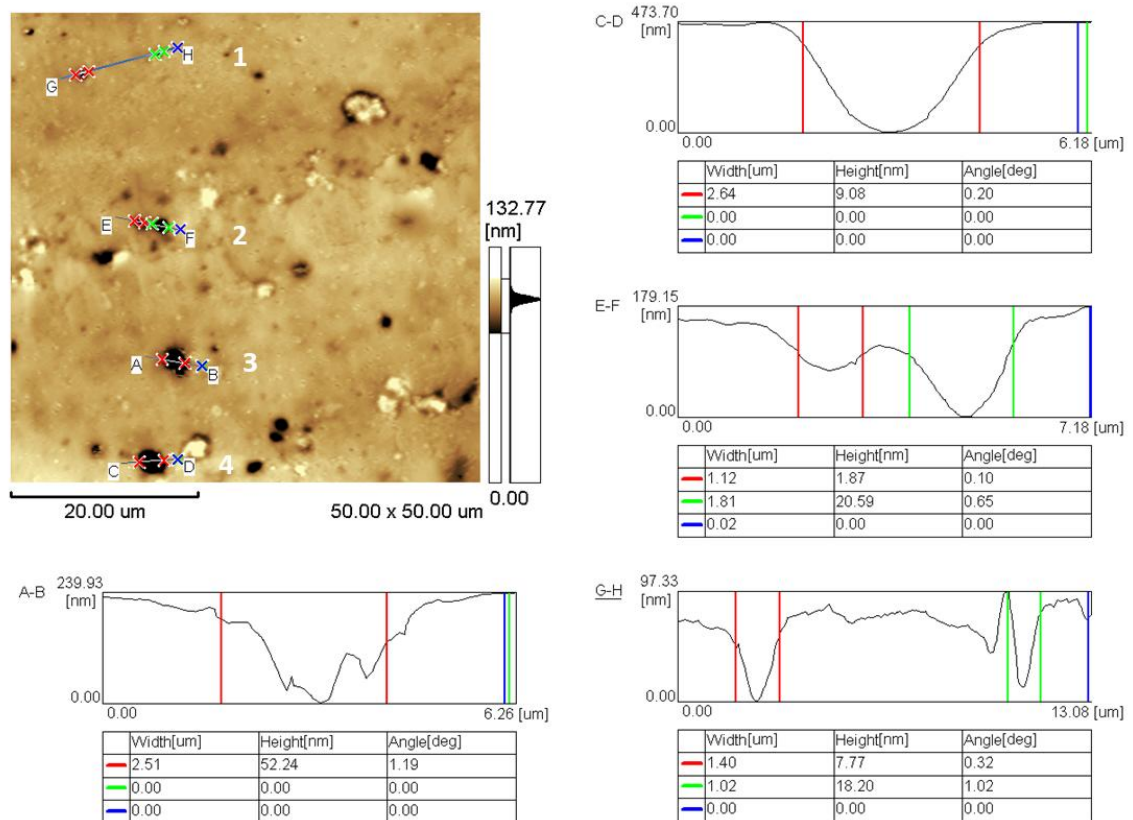 1
G
H
E
F
2
A
B
3
C
D
4
132.77
[nm]
0.00
20.00 um
50.00 x 50.00 um
C-D
473.70
[nm]
0.00
0.00
6.18 [um]
Width[um] Height[nm] Angle[deg]
2.64 9.08 0.20
0.00 0.00 0.00
0.00 0.00 0.00
E-F
179.15
[nm]
0.00
0.00
7.18 [um]
Width[um] Height[nm] Angle[deg]
1.12 1.87 0.10
1.81 20.59 0.65
0.02 0.00 0.00
A-B
239.93
[nm]
0.00
0.00
6.26 [um]
Width[um] Height[nm] Angle[deg]
2.51 52.24 1.19
0.00 0.00 0.00
0.00 0.00 0.00
G-H
97.33
[nm]
0.00
0.00
13.08 [um]
Width[um] Height[nm] Angle[deg]
1.40 7.77 0.32
1.02 18.20 1.02
0.00 0.00 0.00